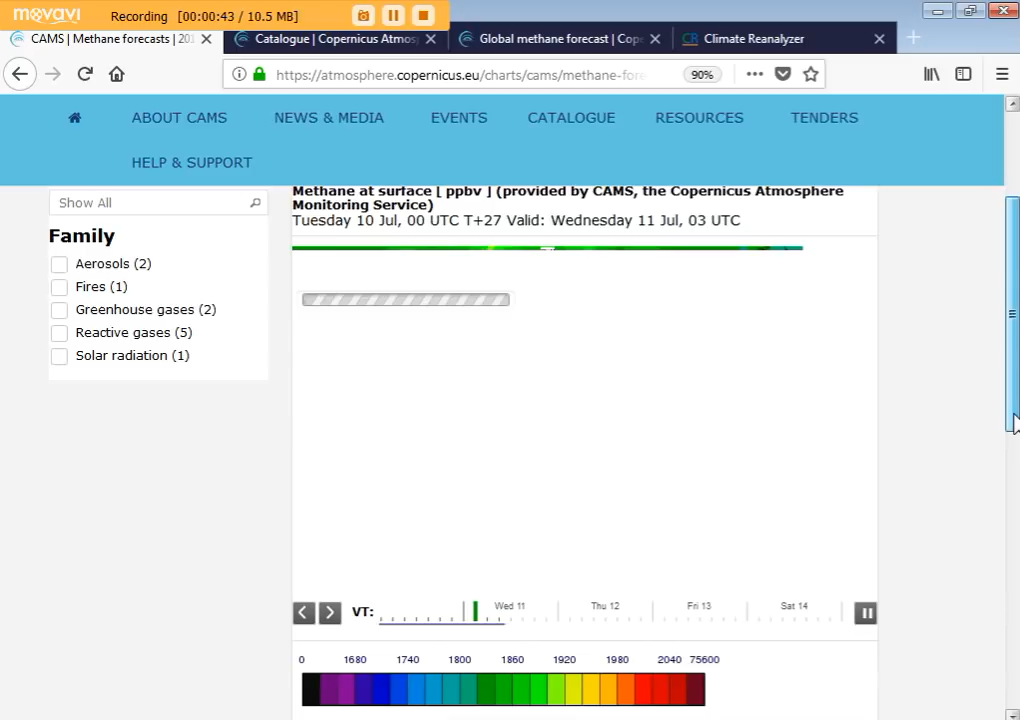 movavi Recording [00:00:43 / 10.5 MB]
CAMS | Methane forecasts | 201
Catalogue | Copernicus Atmos
Global methane forecast | Cope
CR Climate Reanalyzer
https://atmosphere.copernicus.eu/charts/cams/methane-fore
90%
ABOUT CAMS NEWS & MEDIA EVENTS CATALOGUE RESOURCES TENDERS
HELP & SUPPORT
Show All
Family
Aerosols (2)
Fires (1)
Greenhouse gases (2)
Reactive gases (5)
Solar radiation (1)
Methane at surface [ ppbv ] (provided by CAMS, the Copernicus Atmosphere
Monitoring Service)
Tuesday 10 Jul, 00 UTC T+27 Valid: Wednesday 11 Jul, 03 UTC
VT: Wed 11 Thu 12 Fri 13 Sat 14
0 1680 1740 1800 1860 1920 1980 2040 75600